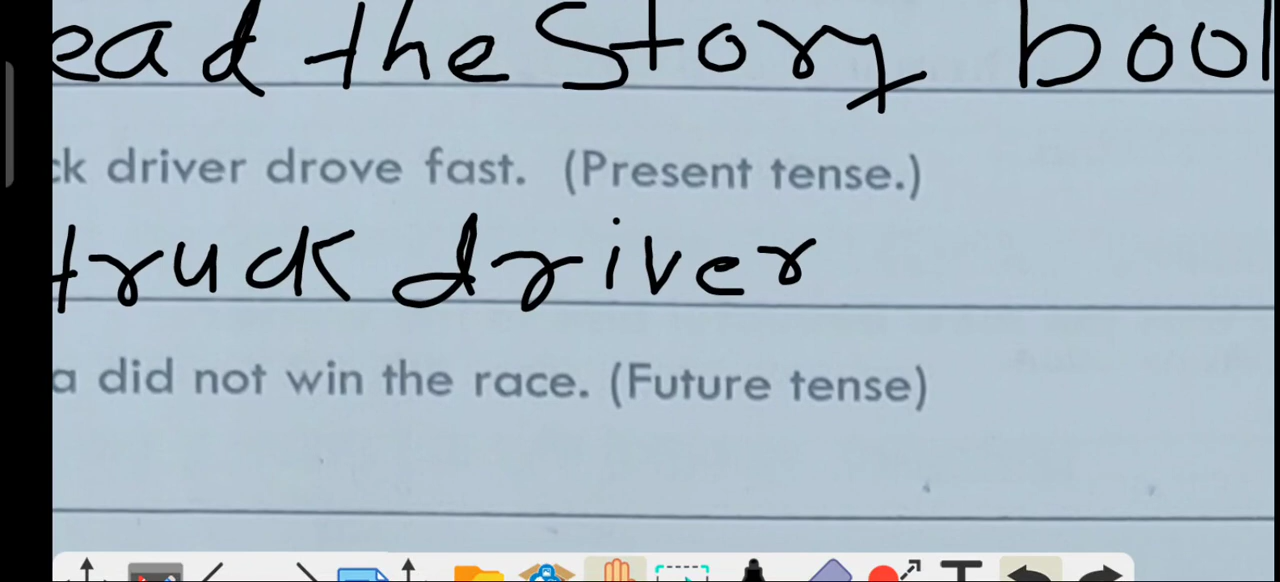 ead the Story bool
ck driver drove fast. (Present tense.)
truck driver
a did not win the race. (Future tense)